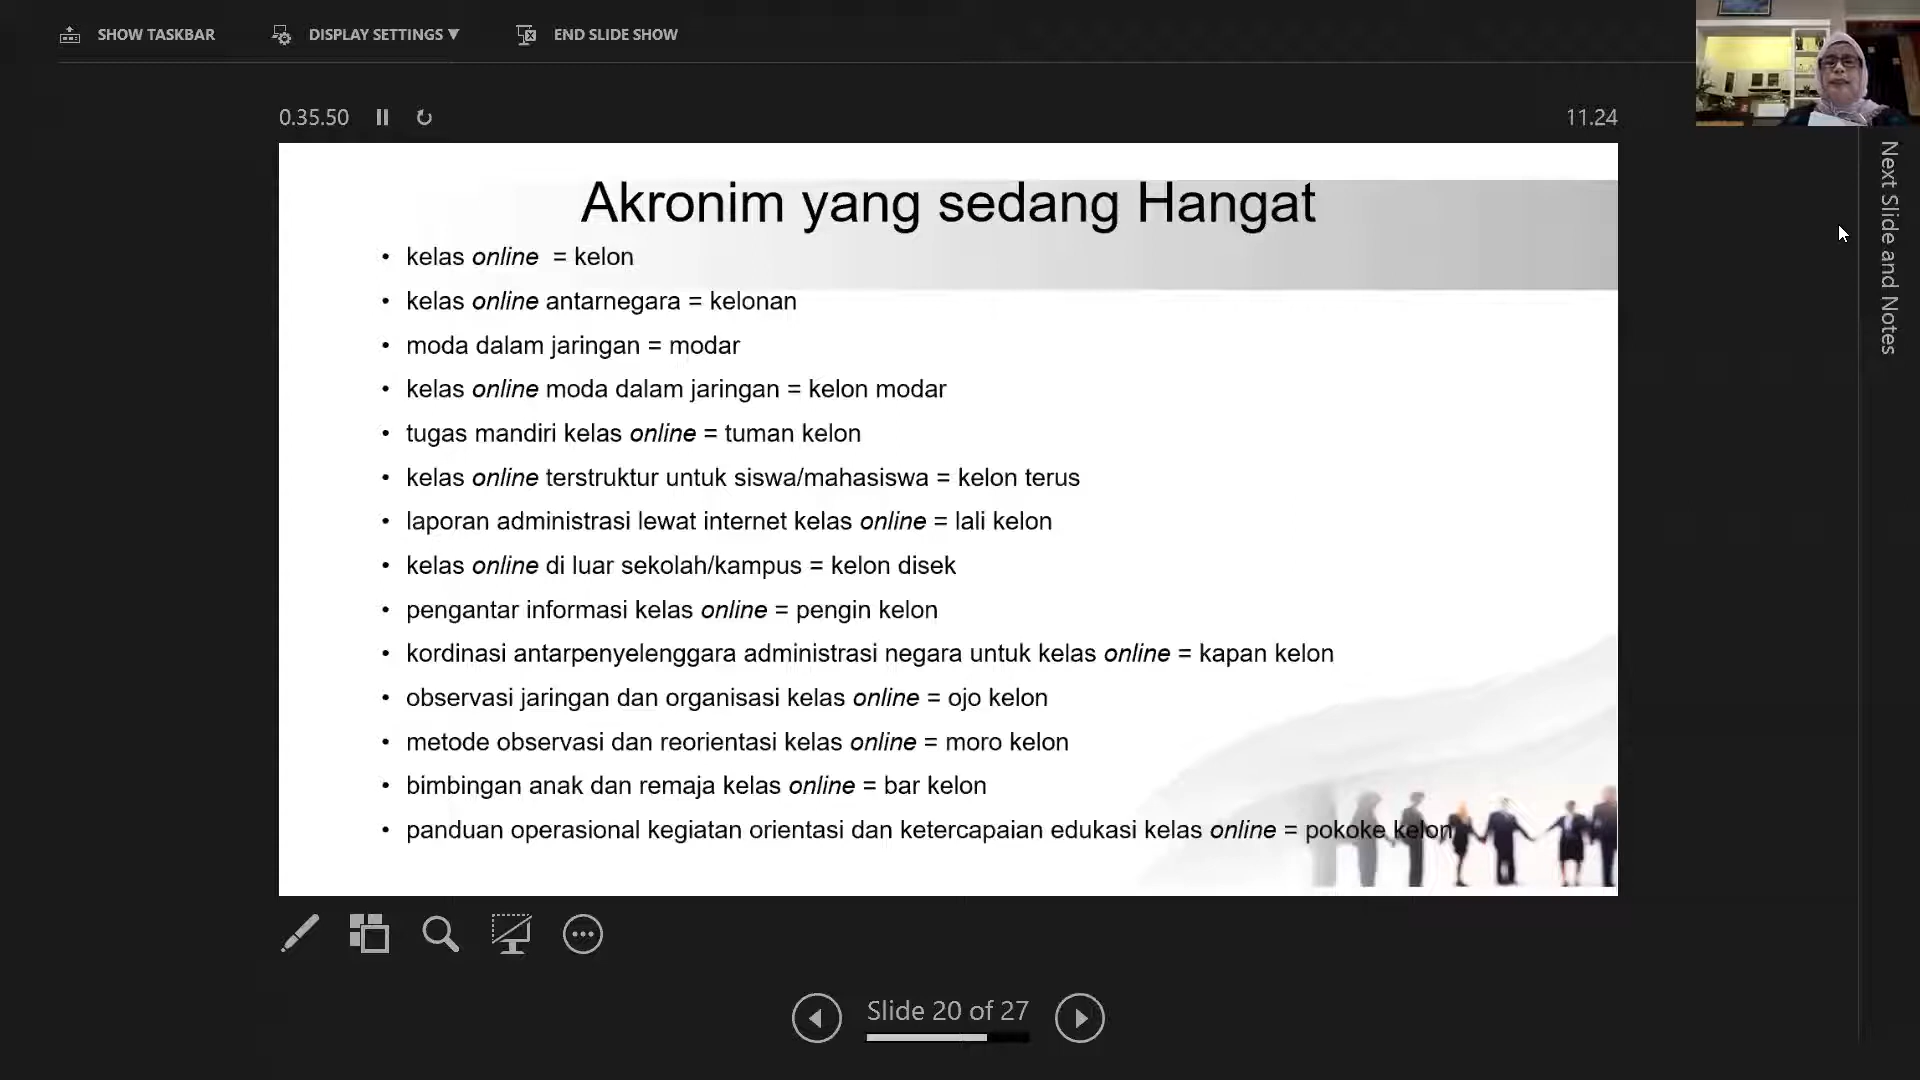 SHOW TASKBAR DISPLAY SETTINGS ▼ END SLIDE SHOW
0.35.50 11.24
Akronim yang sedang Hangat
• kelas online = kelon
• kelas online antarnegara = kelonan
• moda dalam jaringan = modar
• kelas online moda dalam jaringan = kelon modar
• tugas mandiri kelas online = tuman kelon
• kelas online terstruktur untuk siswa/mahasiswa = kelon terus
• laporan administrasi lewat internet kelas online = lali kelon
• kelas online di luar sekolah/kampus = kelon disek
• pengantar informasi kelas online = pengin kelon
• kordinasi antarpenyelenggara administrasi negara untuk kelas online = kapan kelon
• observasi jaringan dan organisasi kelas online = ojo kelon
• metode observasi dan reorientasi kelas online = moro kelon
• bimbingan anak dan remaja kelas online = bar kelon
• panduan operasional kegiatan orientasi dan ketercapaian edukasi kelas online = pokoke kelon
Slide 20 of 27
Next Slide and Notes